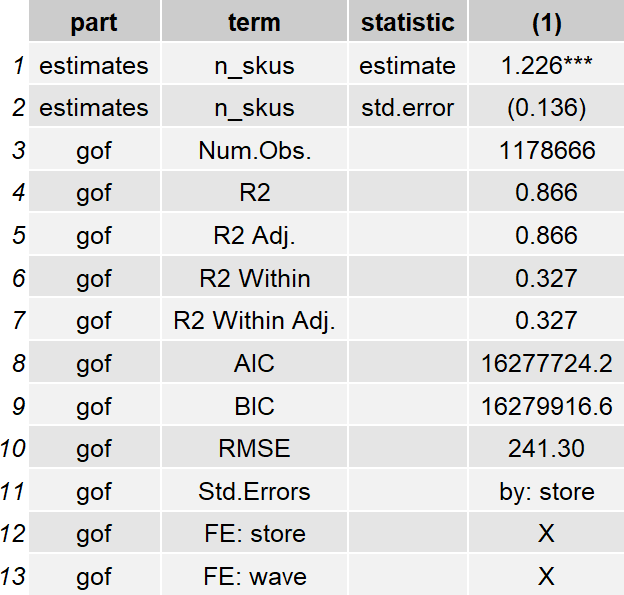 part term statistic (1)
1 estimates n_skus estimate 1.226***
2 estimates n_skus std.error (0.136)
3 gof Num.Obs. 1178666
4 gof R2 0.866
5 gof R2 Adj. 0.866
6 gof R2 Within 0.327
7 gof R2 Within Adj. 0.327
8 gof AIC 16277724.2
9 gof BIC 16279916.6
10 gof RMSE 241.30
11 gof Std.Errors by: store
12 gof FE: store X
13 gof FE: wave X